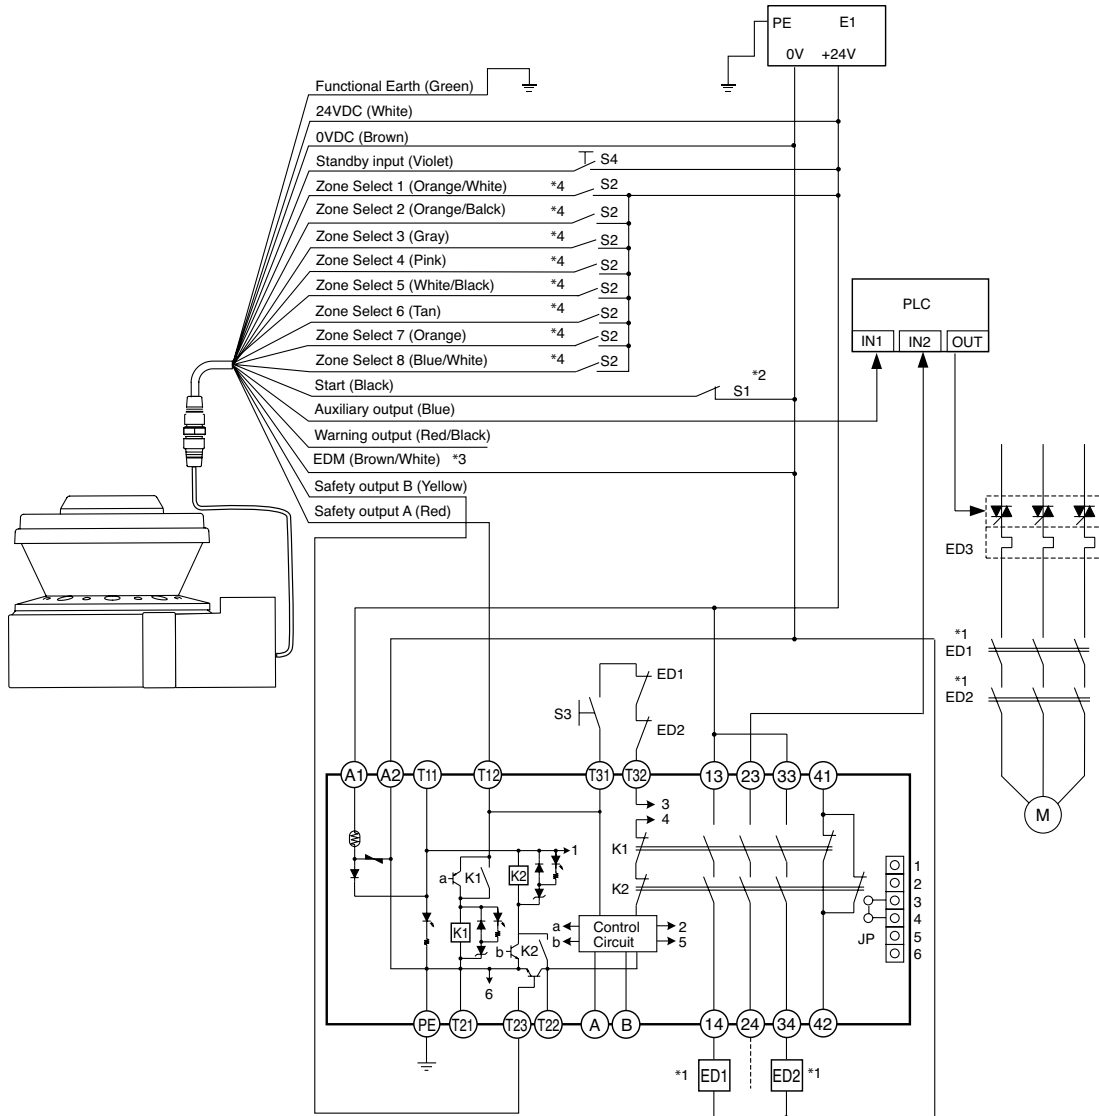 PE E1
0V +24V
Functional Earth (Green)
24VDC (White)
0VDC (Brown)
Standby input (Violet) S4
Zone Select 1 (Orange/White) *4 S2
Zone Select 2 (Orange/Balck) *4 S2
Zone Select 3 (Gray) *4 S2
Zone Select 4 (Pink) *4 S2
Zone Select 5 (White/Black) *4 S2
Zone Select 6 (Tan) *4 S2
Zone Select 7 (Orange) *4 S2
Zone Select 8 (Blue/White) *4 S2
Start (Black) S1 *2
Auxiliary output (Blue)
Warning output (Red/Black)
EDM (Brown/White) *3
Safety output B (Yellow)
Safety output A (Red)
PLC
IN1 IN2 OUT
ED3
*1
ED1
*1
ED2
M
S3
ED1
ED2
A1 A2 T11 T12 T31 T32 13 23 33 41
3
4
K1
K2
1
a K1
K2
K1
b K2
6
a
b
Control
Circuit
2
5
JP
1
2
3
4
5
6
PE T21 T23 T22 A B 14 24 34 42
*1 ED1
ED2 *1